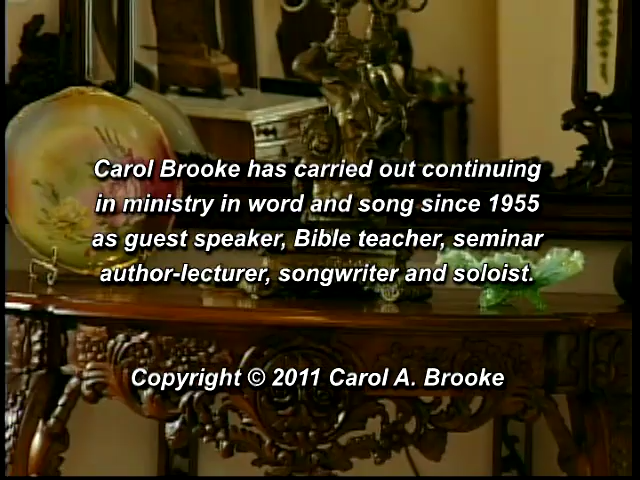 Carol Brooke has carried out continuing
in ministry in word and song since 1955
as guest speaker, Bible teacher, seminar
author-lecturer, songwriter and soloist.
Copyright © 2011 Carol A. Brooke